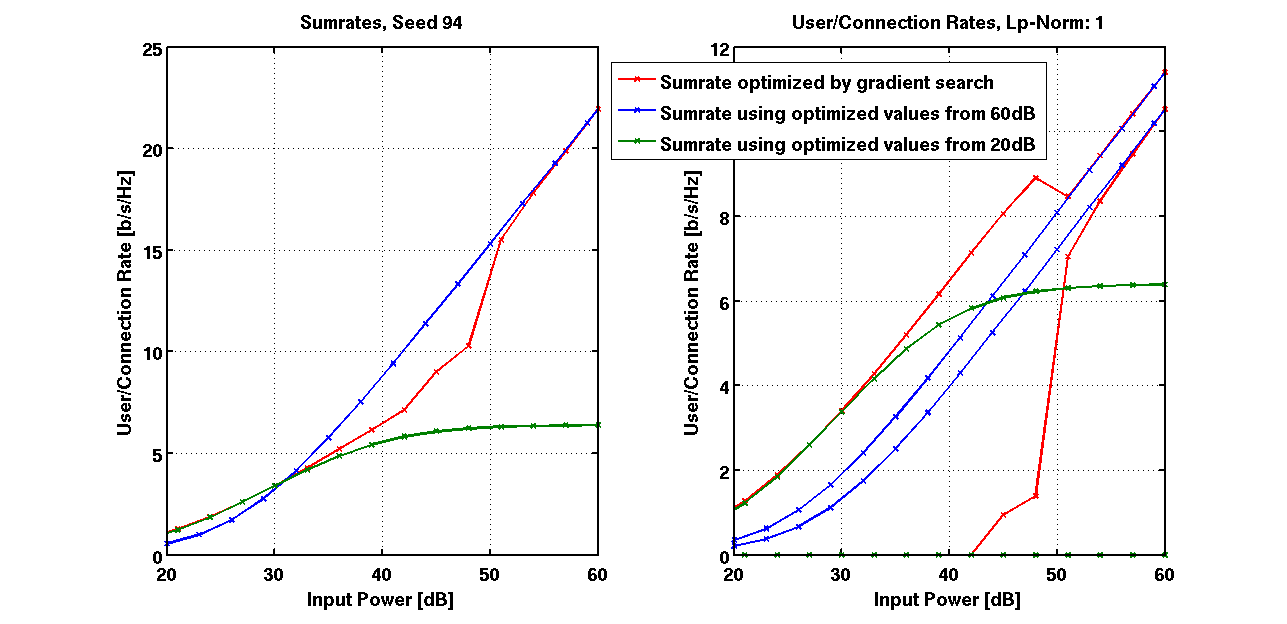 Sumrates, Seed 94
User/Connection Rates, Lp-Norm: 1
25
20
15
10
5
0
20
30
40
50
60
User/Connection Rate [b/s/Hz]
Input Power [dB]
Sumrate optimized by gradient search
Sumrate using optimized values from 60dB
Sumrate using optimized values from 20dB
12
8
6
4
2
0
20
30
40
50
60
User/Connection Rate [b/s/Hz]
Input Power [dB]